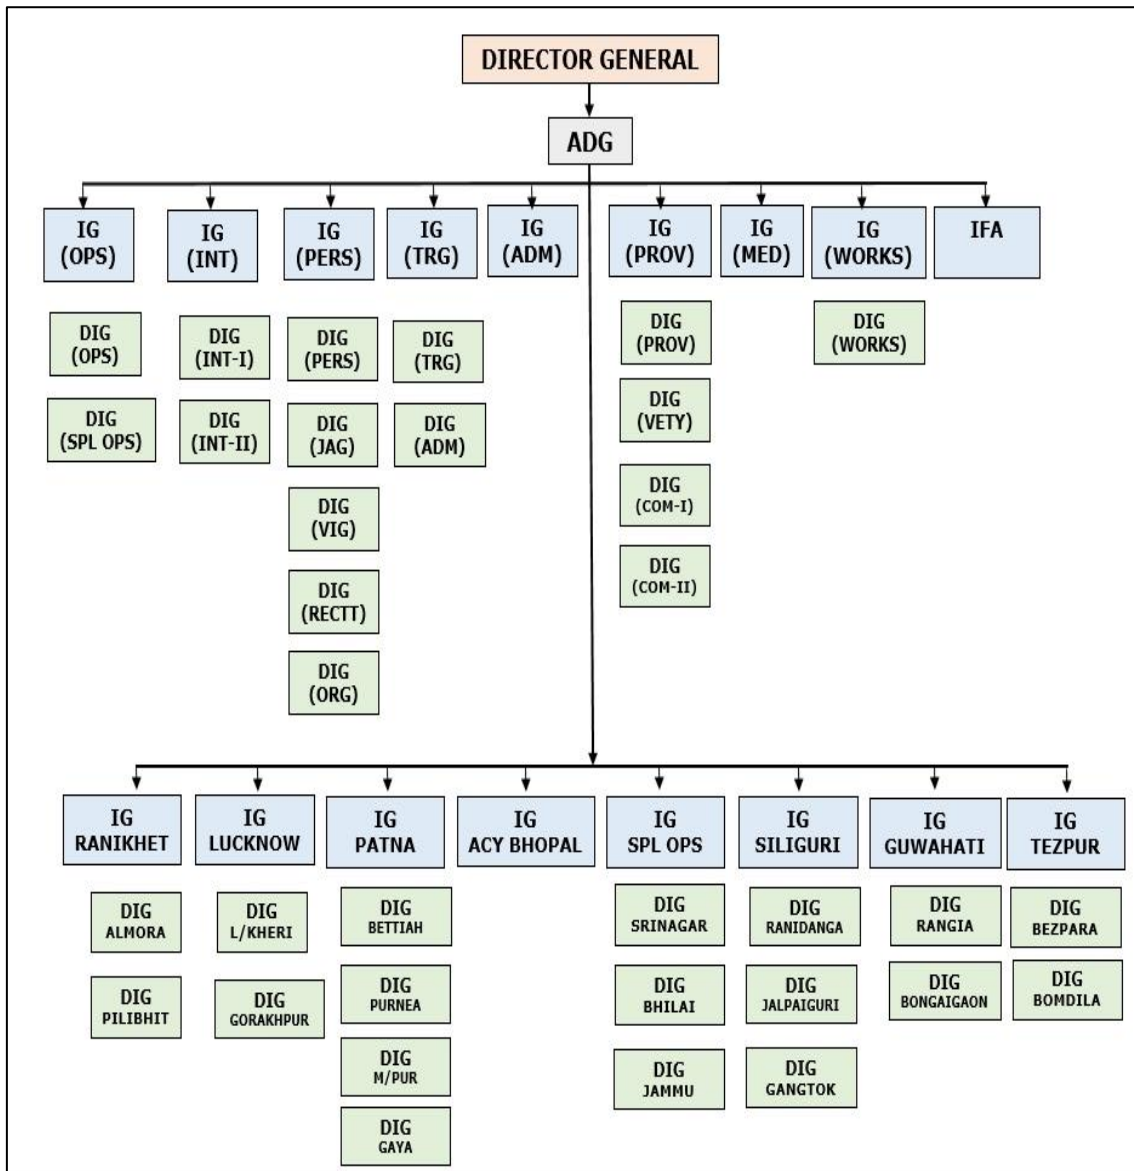 DIRECTOR GENERAL
ADG
IG
(OPS)
IG
(INT)
IG
(PERS)
IG
(TRG)
IG
(ADM)
IG
(PROV)
IG
(MED)
IG
(WORKS)
IFA
DIG
(OPS)
DIG
(SPL OPS)
DIG
(INT-I)
DIG
(INT-II)
DIG
(PERS)
DIG
(JAG)
DIG
(VIG)
DIG
(RECTT)
DIG
(ORG)
DIG
(TRG)
DIG
(ADM)
DIG
(PROV)
DIG
(VETY)
DIG
(COM-I)
DIG
(COM-II)
DIG
(WORKS)
IG
RANIKHET
IG
LUCKNOW
IG
PATNA
IG
ACY BHOPAL
IG
SPL OPS
IG
SILIGURI
IG
GUWAHATI
IG
TEZPUR
DIG
ALMORA
DIG
PILIBHIT
DIG
L/KHERI
DIG
GORAKHPUR
DIG
BETTIAH
DIG
PURNEA
DIG
M/PUR
DIG
GAYA
DIG
SRINAGAR
DIG
BHILAI
DIG
JAMMU
DIG
RANIDANGA
DIG
JALPAIGURI
DIG
GANGTOK
DIG
RANGIA
DIG
BONGAIGAON
DIG
BEZPARA
DIG
BOMDILA